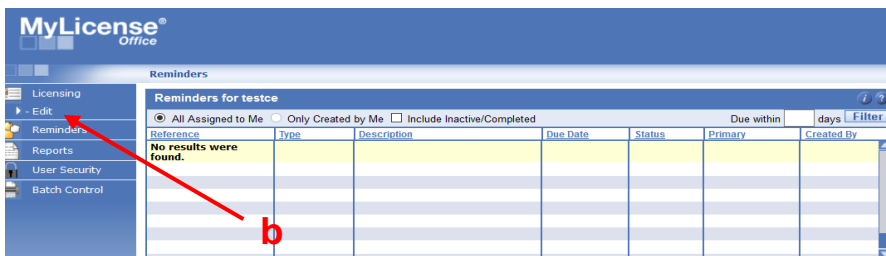 MyLicense®
Office
Reminders
Licensing
- Edit
Reminders
Reports
User Security
Batch Control
Reminders for testce
i ?
All Assigned to Me Only Created by Me Include Inactive/Completed Due within days Filter
Reference Type Description Due Date Status Primary Created By
No results were
found.
b